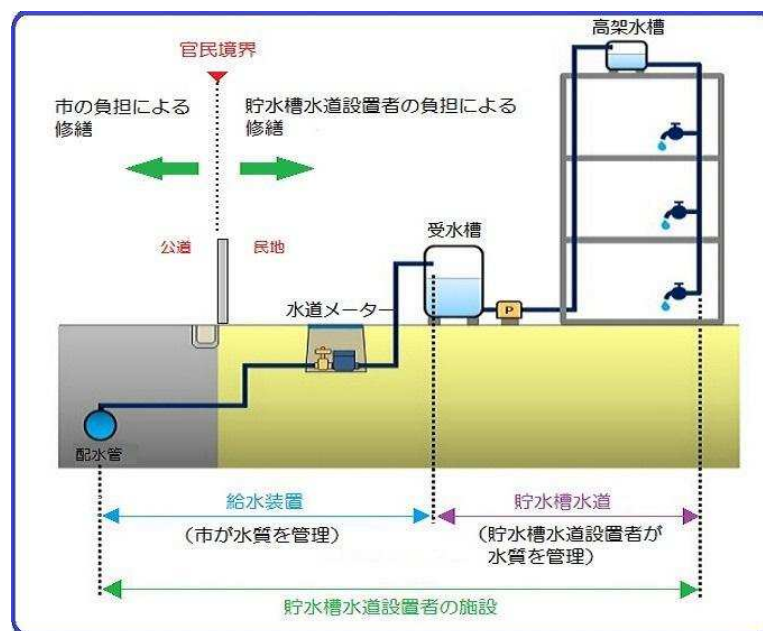 高架水槽
官民境界
市の負担による
修繕
貯水槽水道設置者の負担による
修繕
公道
民地
受水槽
水道メーター
P
配水管
給水装置
(市が水質を管理)
貯水槽水道
(貯水槽水道設置者が
水質を管理)
貯水槽水道設置者の施設